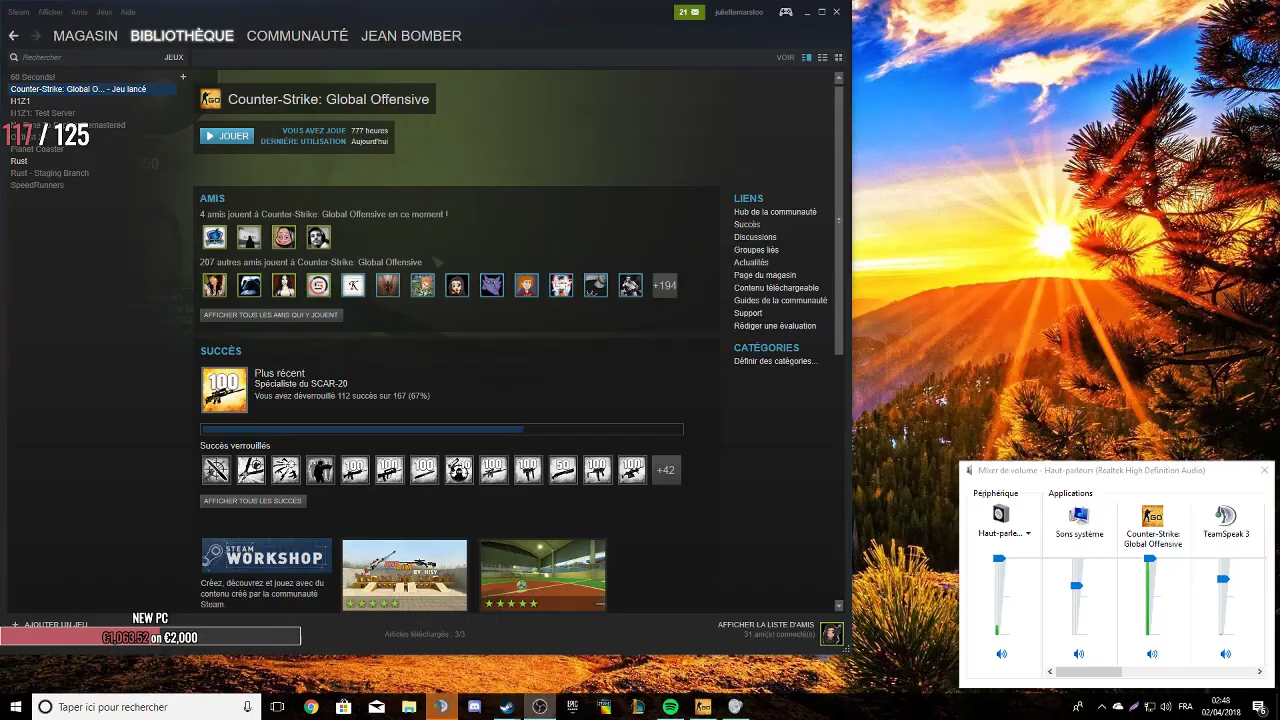 Steam Afficher Amis Jeux Aide
21
juliettemarstoo
MAGASIN BIBLIOTHÈQUE COMMUNAUTÉ JEAN BOMBER
Rechercher JEUX
VOIR:
60 Seconds!
Counter-Strike: Global O... - Jeu lancé
H1Z1
H1Z1: Test Server
emastered
117 / 125
Planet Coaster
Rust
Rust - Staging Branch
SpeedRunners
Counter-Strike: Global Offensive
JOUER
VOUS AVEZ JOUÉ 777 heures
DERNIÈRE UTILISATION Aujourd'hui
AMIS
4 amis jouent à Counter-Strike: Global Offensive en ce moment !
207 autres amis jouent à Counter-Strike: Global Offensive
+194
AFFICHER TOUS LES AMIS QUI Y JOUENT
SUCCÈS
Plus récent
100
Spécialiste du SCAR-20
Vous avez déverrouillé 112 succès sur 167 (67%)
Succès verrouillés
+42
AFFICHER TOUS LES SUCCÈS
STEAM
WORKSHOP
Créez, découvrez et jouez avec du
contenu créé par la communauté
Steam.
LIENS
Hub de la communauté
Succès
Discussions
Groupes liés
Actualités
Page du magasin
Contenu téléchargeable
Guides de la communauté
Support
Rédiger une évaluation
CATÉGORIES
Définir des catégories...
NEW PC
AJOUTER UN JEU
€1,063.52 on €2,000
Articles téléchargés : 3/3
AFFICHER LA LISTE D'AMIS
31 ami(s) connecté(s)
Mixer de volume - Haut-parleurs (Realtek High Definition Audio)
Périphérique Applications
Haut-parle...
Sons système
Counter-Strike:
Global Offensive
TeamSpeak 3
Taper ici pour rechercher
FRA
02:48
02/04/2018